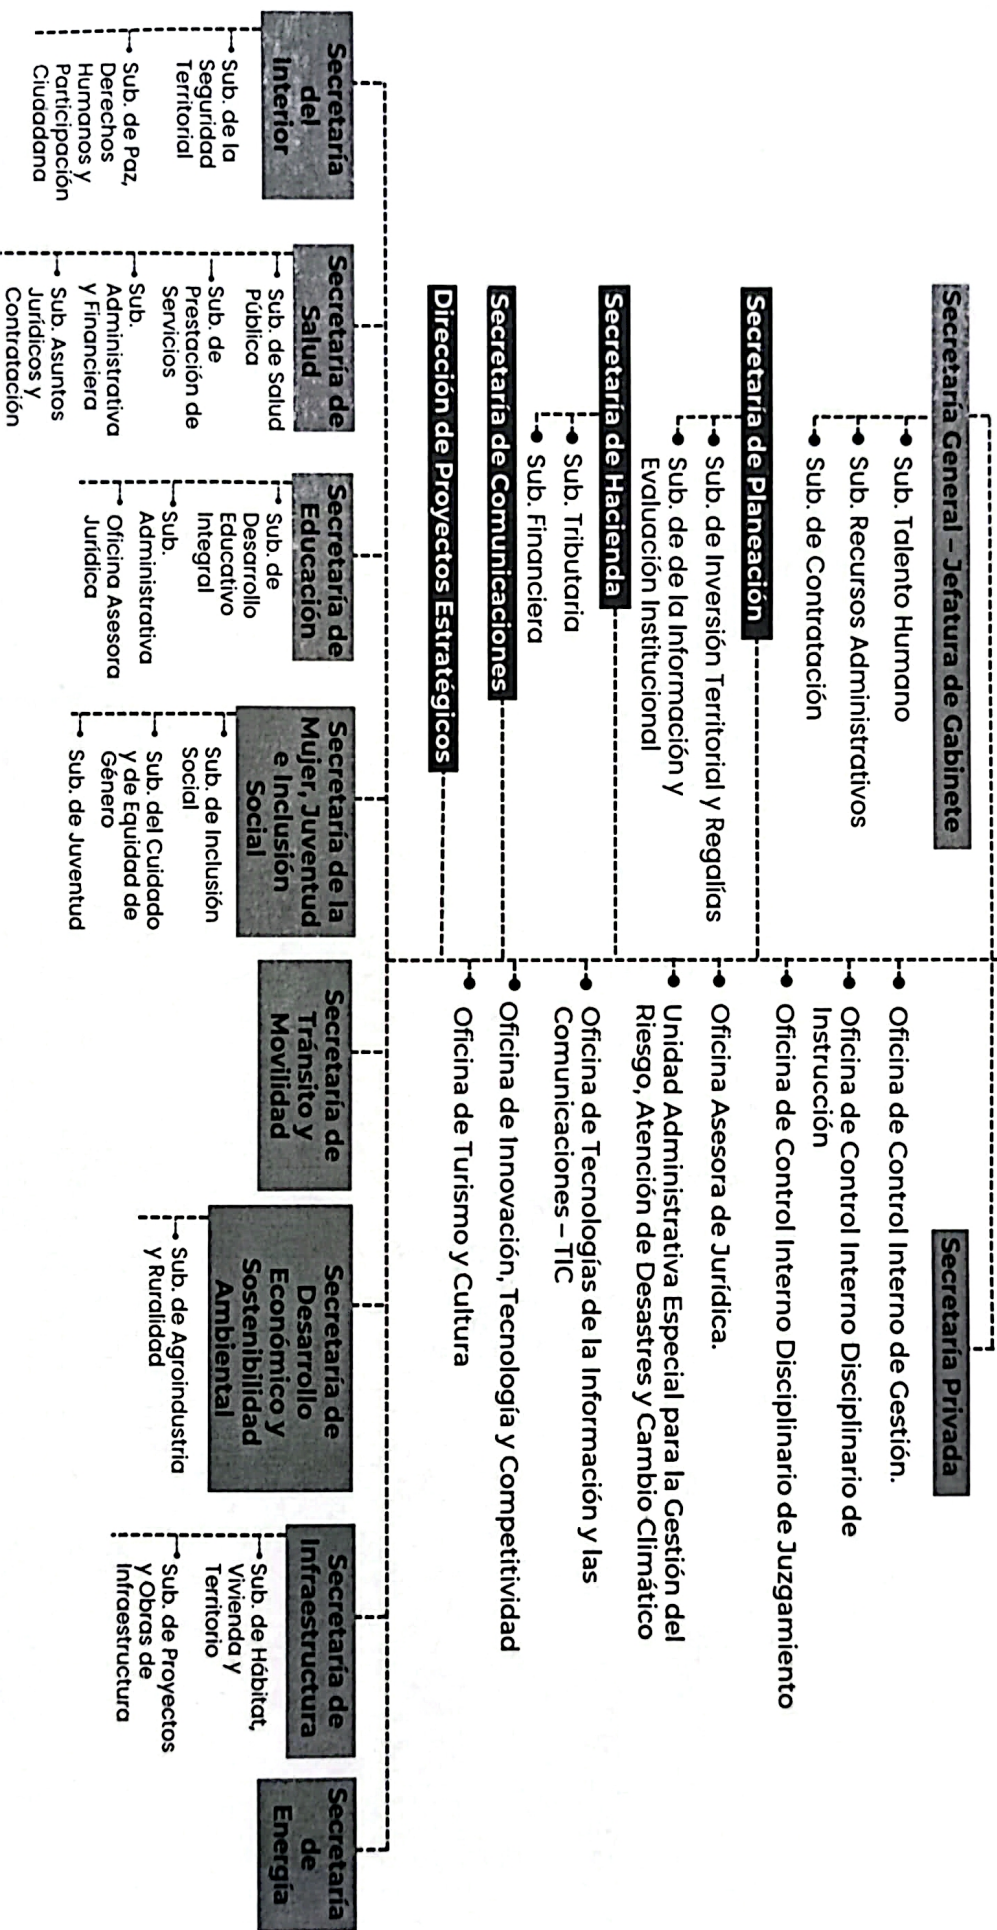 Secretaría General – Jefatura de Gabinete
Sub. Talento Humano
Sub. Recursos Administrativos
Sub. de Contratación
Secretaría Privada
Oficina de Control Interno de Gestión.
Oficina de Control Interno Disciplinario de
Instrucción
Oficina de Control Interno Disciplinario de Juzgamiento
Oficina Asesora de Jurídica.
Unidad Administrativa Especial para la Gestión del
Riesgo, Atención de Desastres y Cambio Climático
Oficina de Tecnologías de la Información y las
Comunicaciones – TIC
Oficina de Innovación, Tecnología y Competitividad
Oficina de Turismo y Cultura
Secretaría de Planeación
Sub. de Inversión Territorial y Regalías
Sub. de de la Información y
Evaluación Institucional
Secretaría de Hacienda
Sub. Tributaria
Sub. Financiera
Secretaría de Comunicaciones
Dirección de Proyectos Estratégicos
Secretaría
del
Interior
Sub. de la
Seguridad
Territorial
Sub. de Paz,
Derechos
Humanos y
Participación
Ciudadana
Secretaría de
Salud
Sub. de Salud
Pública
Sub. de
Prestación de
Servicios
Sub.
Administrativa
y Financiera
Sub. Asuntos
Jurídicos y
Contratación
Secretaría de
Educación
Sub. de
Desarrollo
Educativo
Integral
Sub.
Administrativa
Oficina Asesora
Jurídica
Secretaría de la
Mujer, Juventud
e Inclusión
Social
Sub. de Inclusión
Social
Sub. del Cuidado
y de Equidad de
Género
Sub. de Juventud
Secretaría de
Tránsito y
Movilidad
Secretaría de
Desarrollo
Económico y
Sostenibilidad
Ambiental
Sub. de Agroindustria
y Ruralidad
Secretaría de
Infraestructura
Sub. de Hábitat,
Vivienda y
Territorio
Sub. de Proyectos
y Obras de
Infraestructura
Secretaría
de
Energía